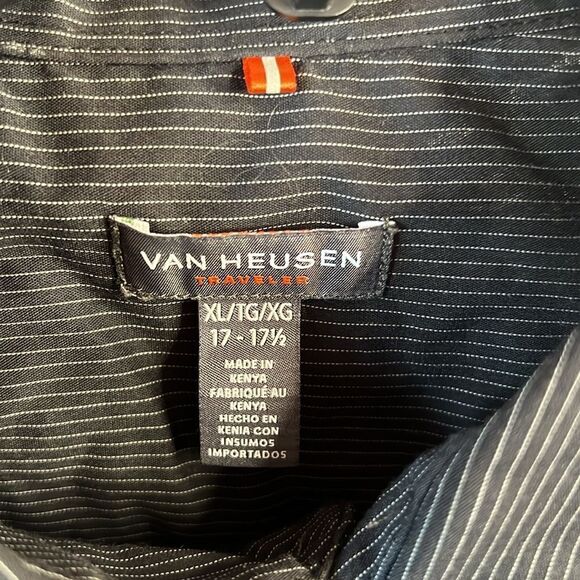 VAN HEUSEN
TRAVELER
XL/TG/XG
17 - 17½
MADE IN
KENYA
FABRIQUÉ AU
KENYA
HECHO EN
KENIA CON
INSUMOS
IMPORTADOS